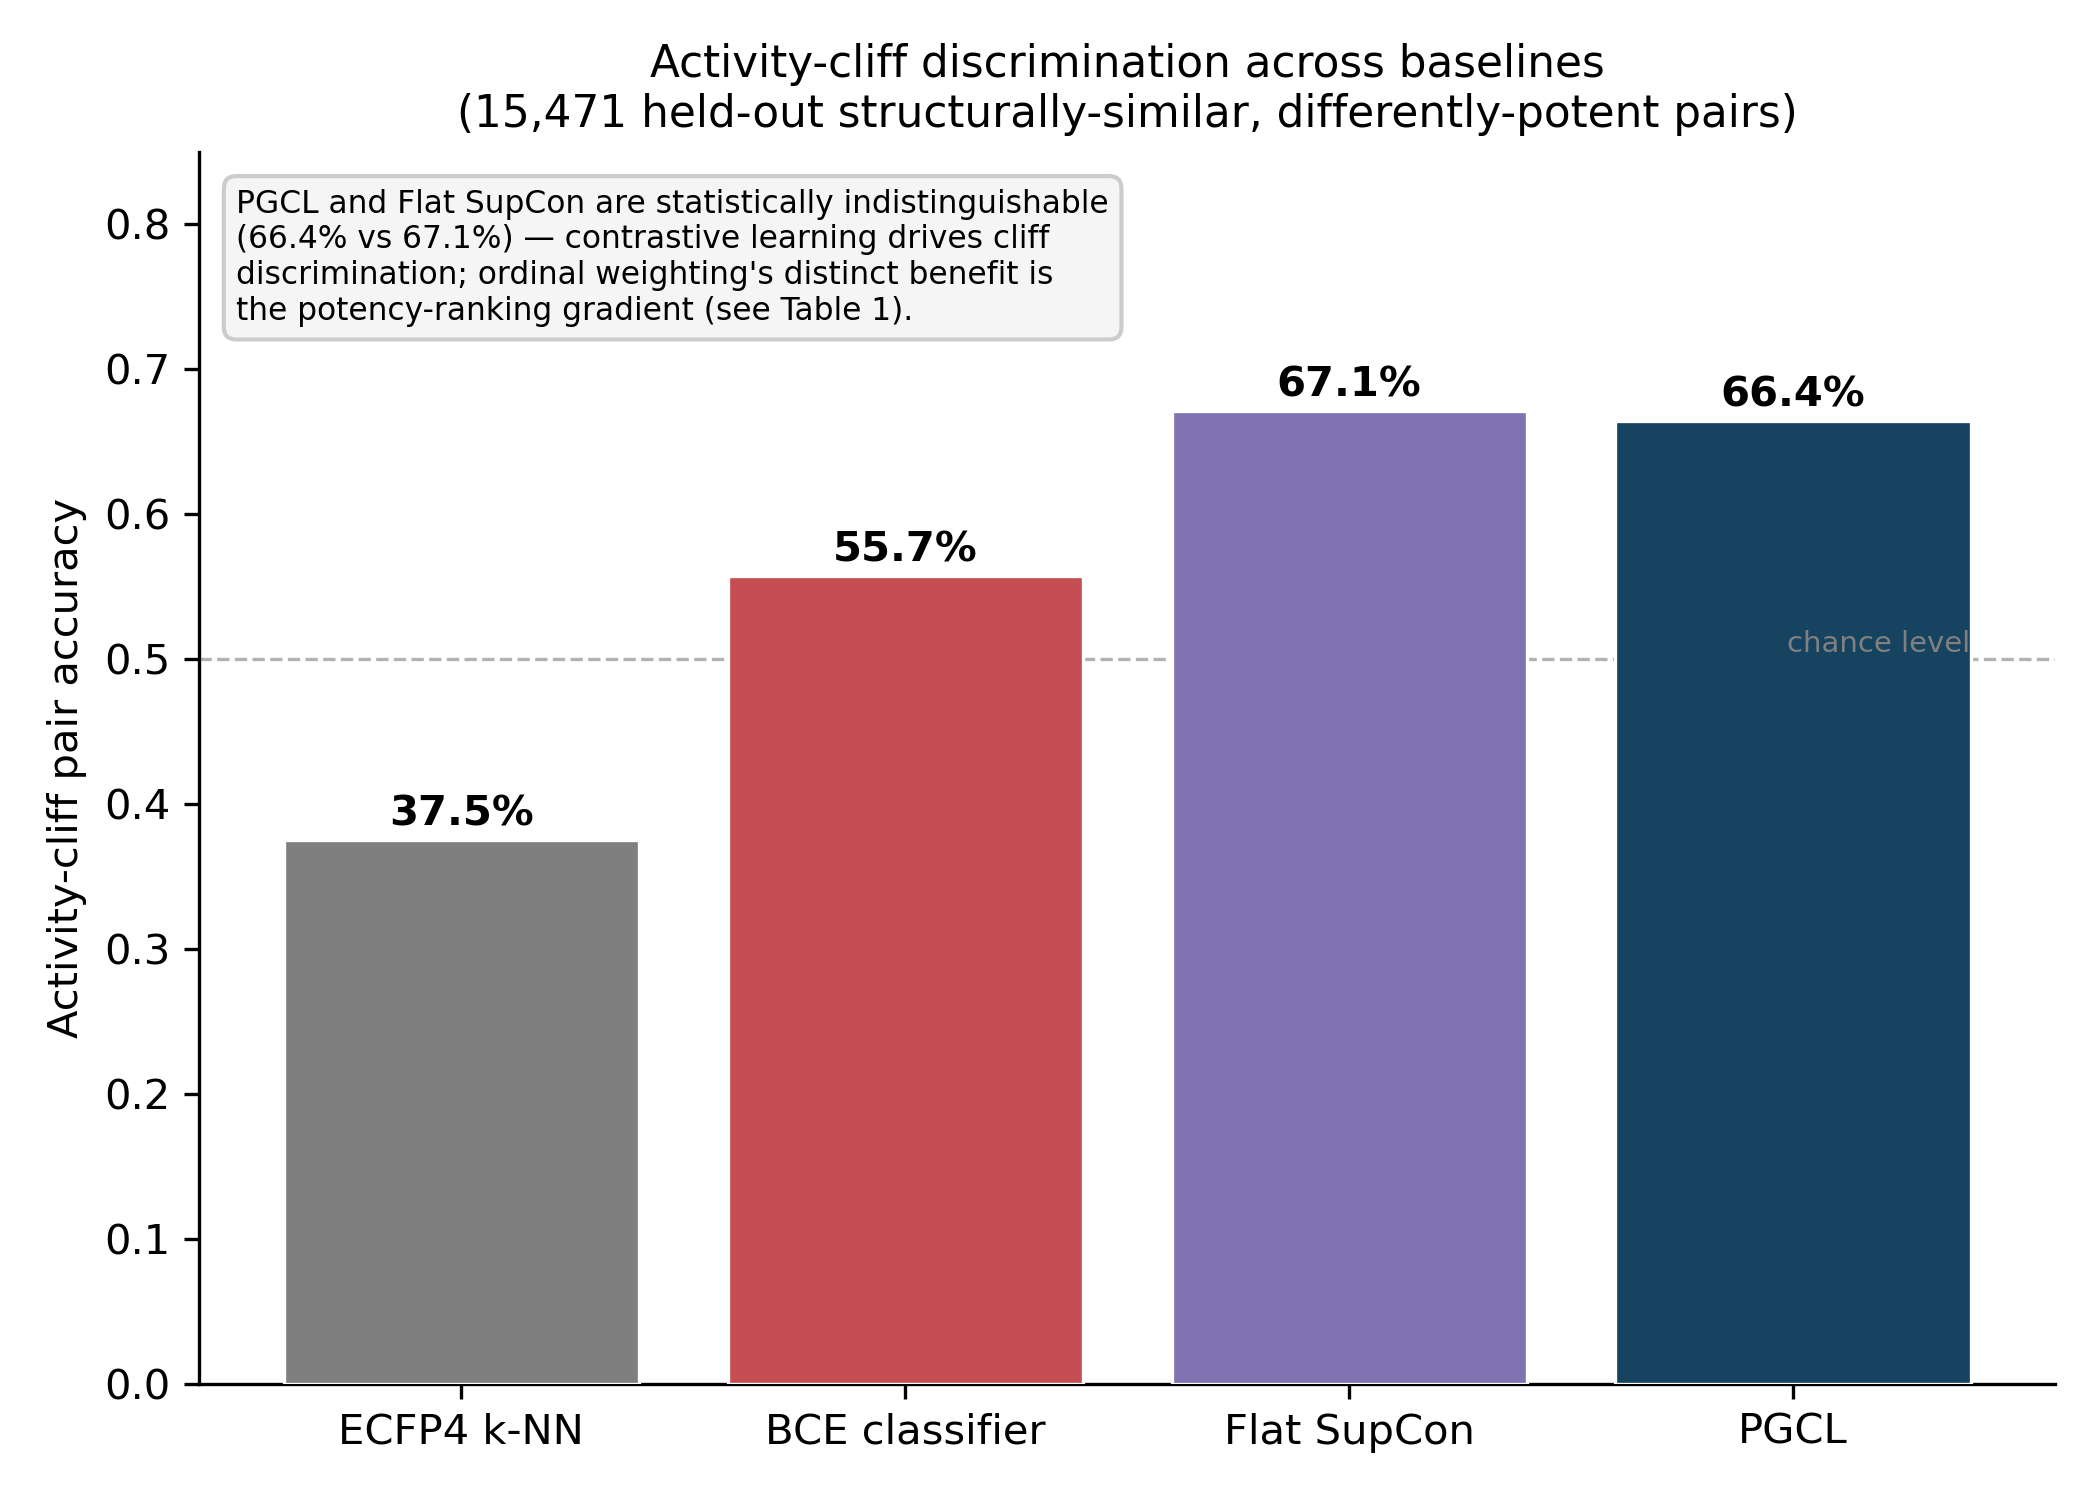 Activity-cliff discrimination across baselines
(15,471 held-out structurally-similar, differently-potent pairs)
PGCL and Flat SupCon are statistically indistinguishable
(66.4% vs 67.1%) — contrastive learning drives cliff
discrimination; ordinal weighting's distinct benefit is
the potency-ranking gradient (see Table 1).
Activity-cliff pair accuracy
0.8
0.7
0.6
0.5
0.4
0.3
0.2
0.1
0.0
37.5%
55.7%
67.1%
66.4%
chance level
ECFP4 k-NN
BCE classifier
Flat SupCon
PGCL